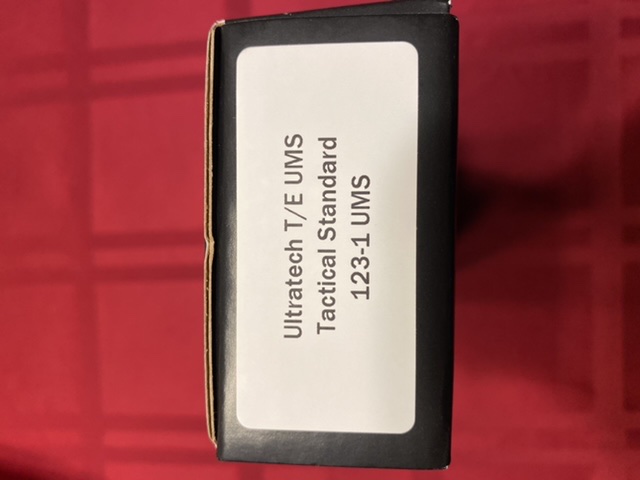 Ultratech T/E UMS
Tactical Standard
123-1 UMS